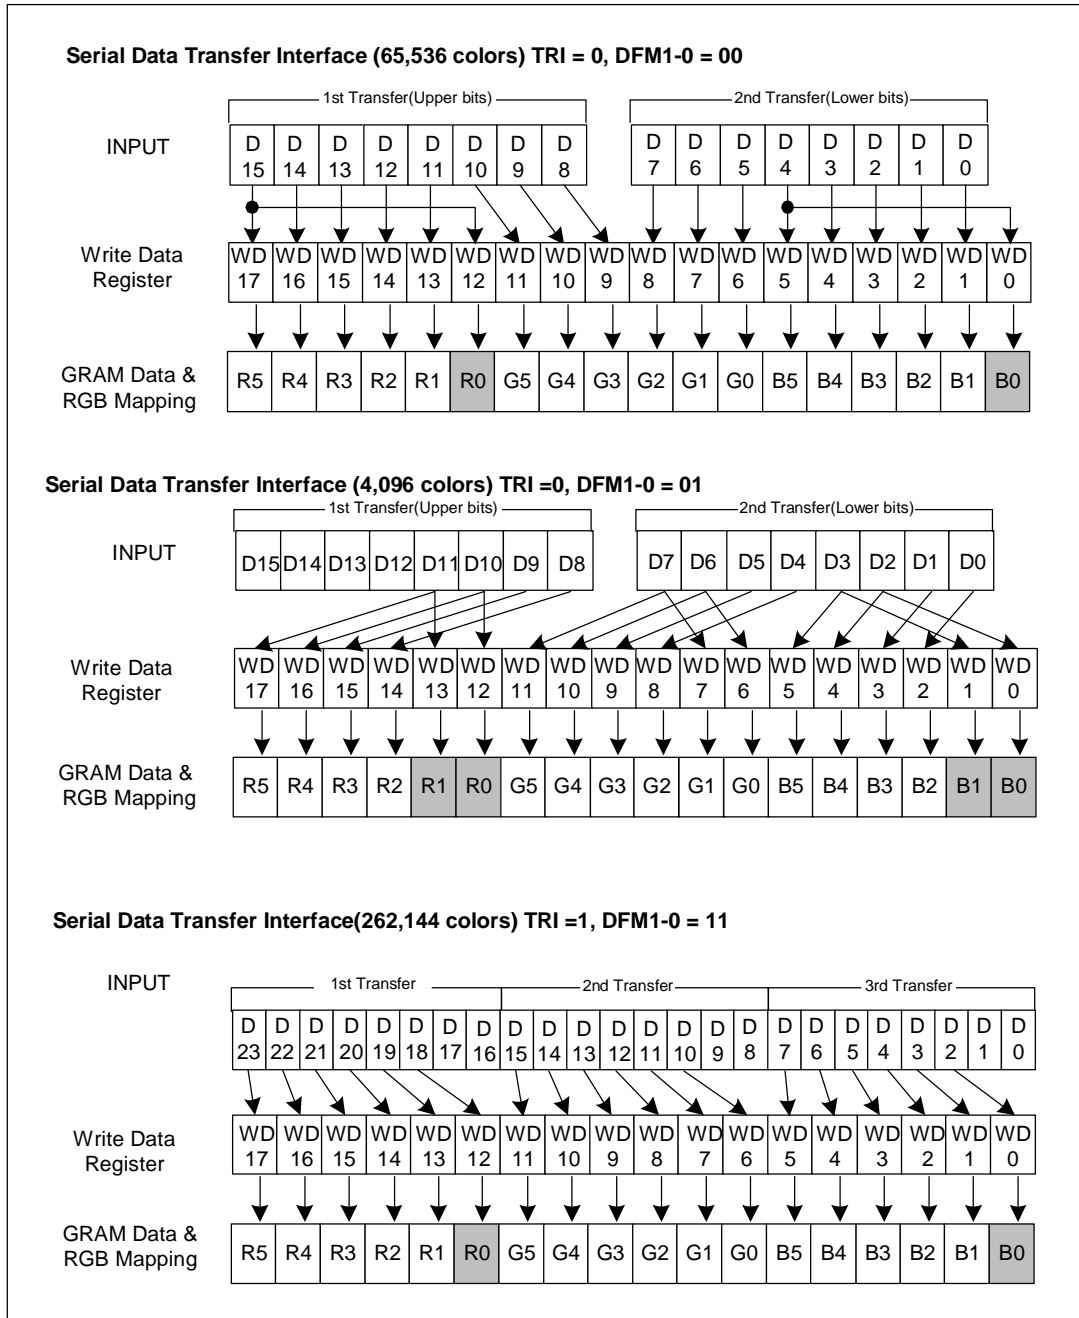 Serial Data Transfer Interface (65,536 colors) TRI = 0, DFM1-0 = 00
1st Transfer(Upper bits) 2nd Transfer(Lower bits)
INPUT D 15 D 14 D 13 D 12 D 11 D 10 D 9 D 8 D 7 D 6 D 5 D 4 D 3 D 2 D 1 D 0
Write Data Register WD 17 WD 16 WD 15 WD 14 WD 13 WD 12 WD 11 WD 10 WD 9 WD 8 WD 7 WD 6 WD 5 WD 4 WD 3 WD 2 WD 1 WD 0
GRAM Data & RGB Mapping R5 R4 R3 R2 R1 R0 G5 G4 G3 G2 G1 G0 B5 B4 B3 B2 B1 B0
Serial Data Transfer Interface (4,096 colors) TRI =0, DFM1-0 = 01
1st Transfer(Upper bits) 2nd Transfer(Lower bits)
INPUT D15 D14 D13 D12 D11 D10 D9 D8 D7 D6 D5 D4 D3 D2 D1 D0
Write Data Register WD 17 WD 16 WD 15 WD 14 WD 13 WD 12 WD 11 WD 10 WD 9 WD 8 WD 7 WD 6 WD 5 WD 4 WD 3 WD 2 WD 1 WD 0
GRAM Data & RGB Mapping R5 R4 R3 R2 R1 R0 G5 G4 G3 G2 G1 G0 B5 B4 B3 B2 B1 B0
Serial Data Transfer Interface(262,144 colors) TRI =1, DFM1-0 = 11
INPUT 1st Transfer 2nd Transfer 3rd Transfer
D 23 D 22 D 21 D 20 D 19 D 18 D 17 D 16 D 15 D 14 D 13 D 12 D 11 D 10 D 9 D 8 D 7 D 6 D 5 D 4 D 3 D 2 D 1 D 0
Write Data Register WD 17 WD 16 WD 15 WD 14 WD 13 WD 12 WD 11 WD 10 WD 9 WD 8 WD 7 WD 6 WD 5 WD 4 WD 3 WD 2 WD 1 WD 0
GRAM Data & RGB Mapping R5 R4 R3 R2 R1 R0 G5 G4 G3 G2 G1 G0 B5 B4 B3 B2 B1 B0